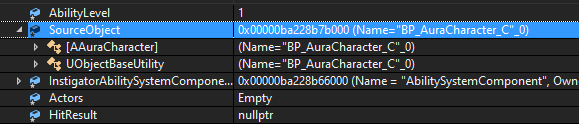 AbilityLevel 1
SourceObject 0x00000ba228b7b000 (Name="BP_AuraCharacter_C"_0)
[AAuraCharacter] (Name="BP_AuraCharacter_C"_0)
UObjectBaseUtility (Name="BP_AuraCharacter_C"_0)
InstigatorAbilitySystemCompone... 0x00000ba228b66000 (Name = "AbilitySystemComponent", Own
Actors Empty
HitResult nullptr